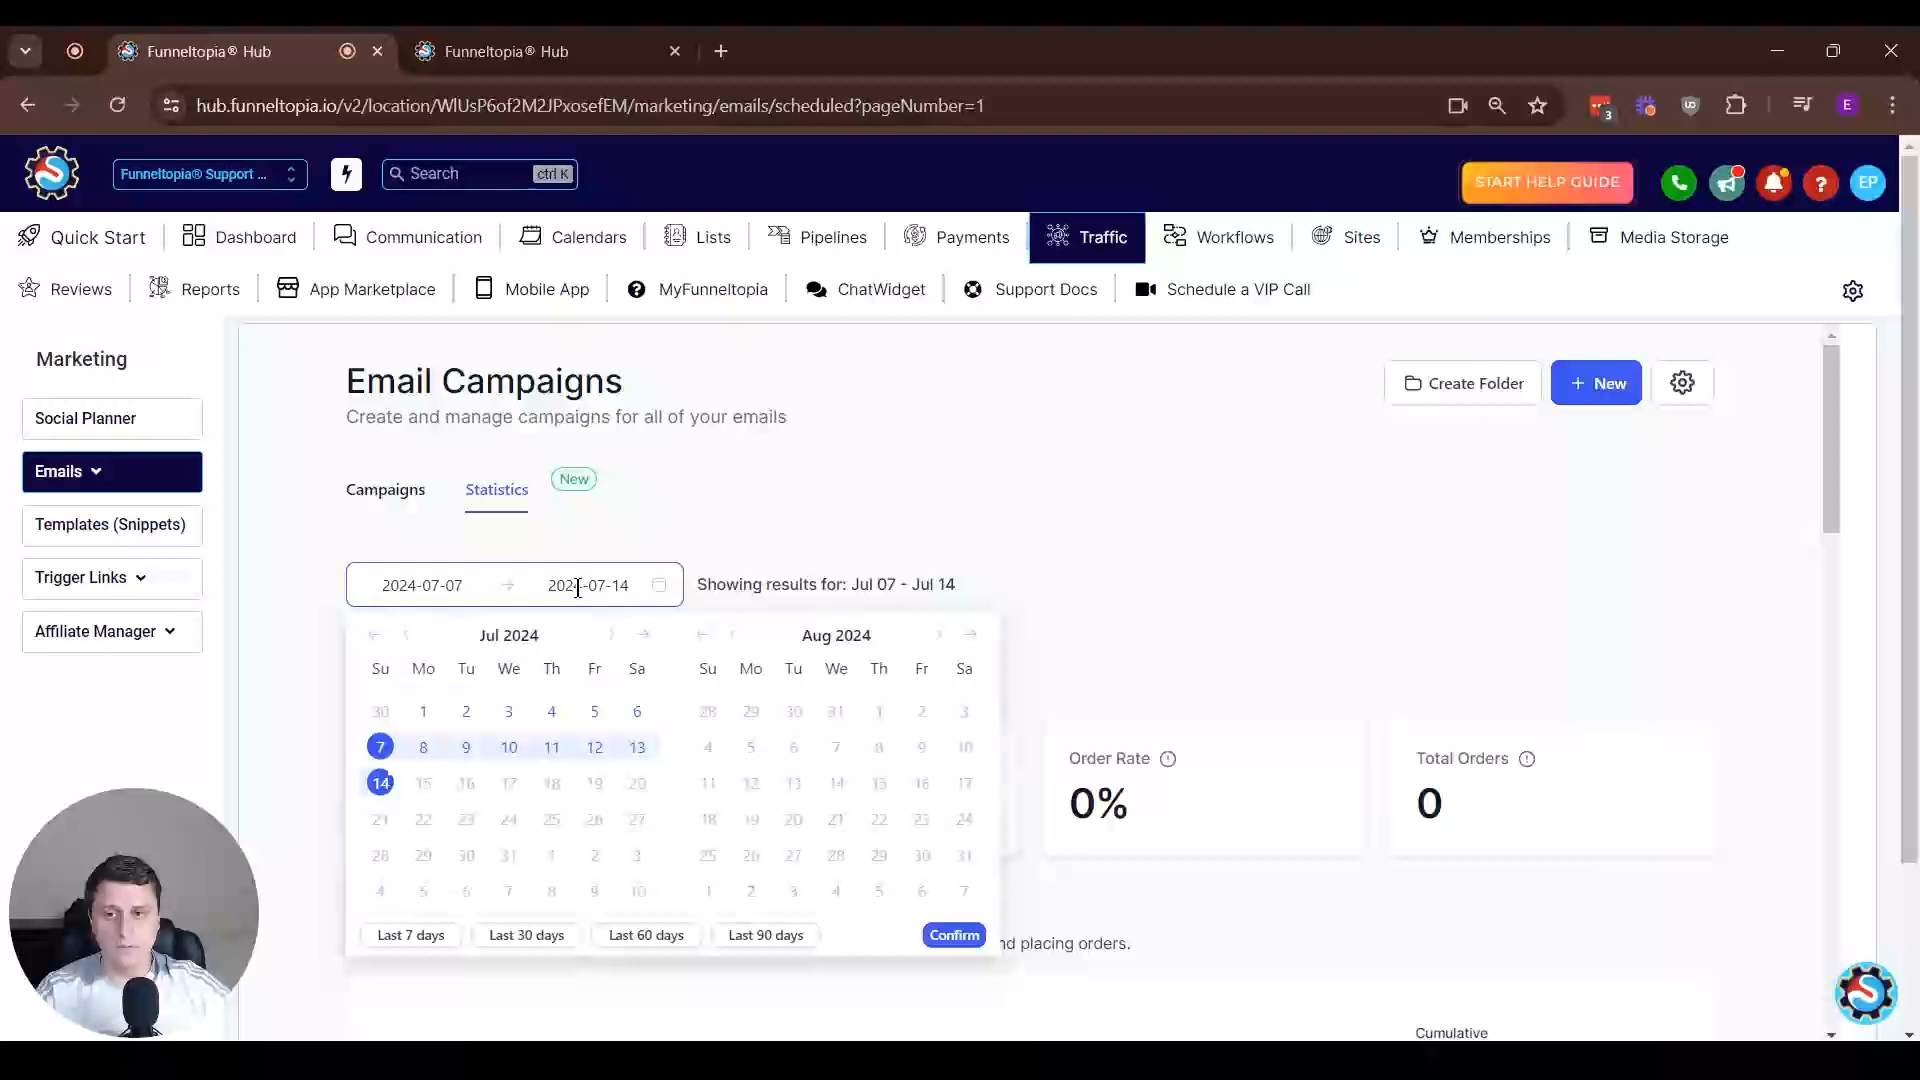 Funneltopia® Hub
Funneltopia® Hub
hub.funneltopia.io/v2/location/WlUsP6of2M2JPxosefEM/marketing/emails/scheduled?pageNumber=1
3
E
Funneltopia® Support ...
Search
ctrl K
START HELP GUIDE
EP
Quick Start
Dashboard
Communication
Calendars
Lists
Pipelines
Payments
Traffic
Workflows
Sites
Memberships
Media Storage
Reviews
Reports
App Marketplace
Mobile App
MyFunneltopia
ChatWidget
Support Docs
Schedule a VIP Call
Marketing
Social Planner
Emails
Templates (Snippets)
Trigger Links
Affiliate Manager
Email Campaigns
Create and manage campaigns for all of your emails
Create Folder
+ New
Campaigns
Statistics
New
2024-07-07
2024-07-14
Showing results for: Jul 07 - Jul 14
Jul 2024
Su Mo Tu We Th Fr Sa
30 1 2 3 4 5 6
7 8 9 10 11 12 13
14 15 16 17 18 19 20
21 22 23 24 25 26 27
28 29 30 31 1 2 3
4 5 6 7 8 9 10
Aug 2024
Su Mo Tu We Th Fr Sa
28 29 30 31 1 2 3
4 5 6 7 8 9 10
11 12 13 14 15 16 17
18 19 20 21 22 23 24
25 26 27 28 29 30 31
1 2 3 4 5 6 7
Last 7 days
Last 30 days
Last 60 days
Last 90 days
Confirm
Order Rate
0%
Total Orders
0
nd placing orders.
Cumulative